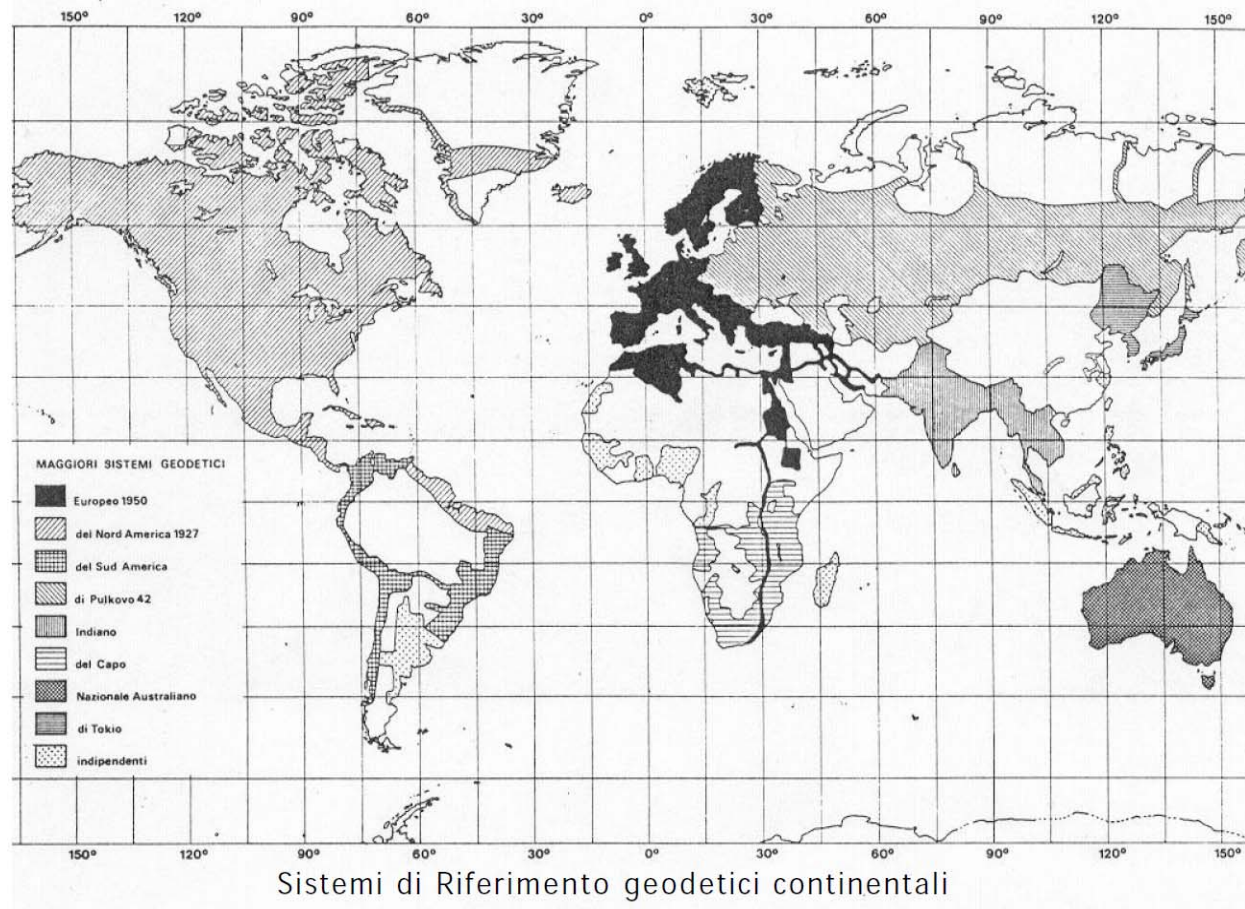 150° 120° 90° 60° 30° 0° 30° 60° 90° 120° 150°
MAGGIORI SISTEMI GEODETICI
Europeo 1950
del Nord America 1927
del Sud America
di Pulkovo 42
Indiano
del Capo
Nazionale Australiano
di Tokio
indipendenti
150° 120° 90° 60° 30° 0° 30° 60° 90° 120° 150°
Sistemi di Riferimento geodetici continentali